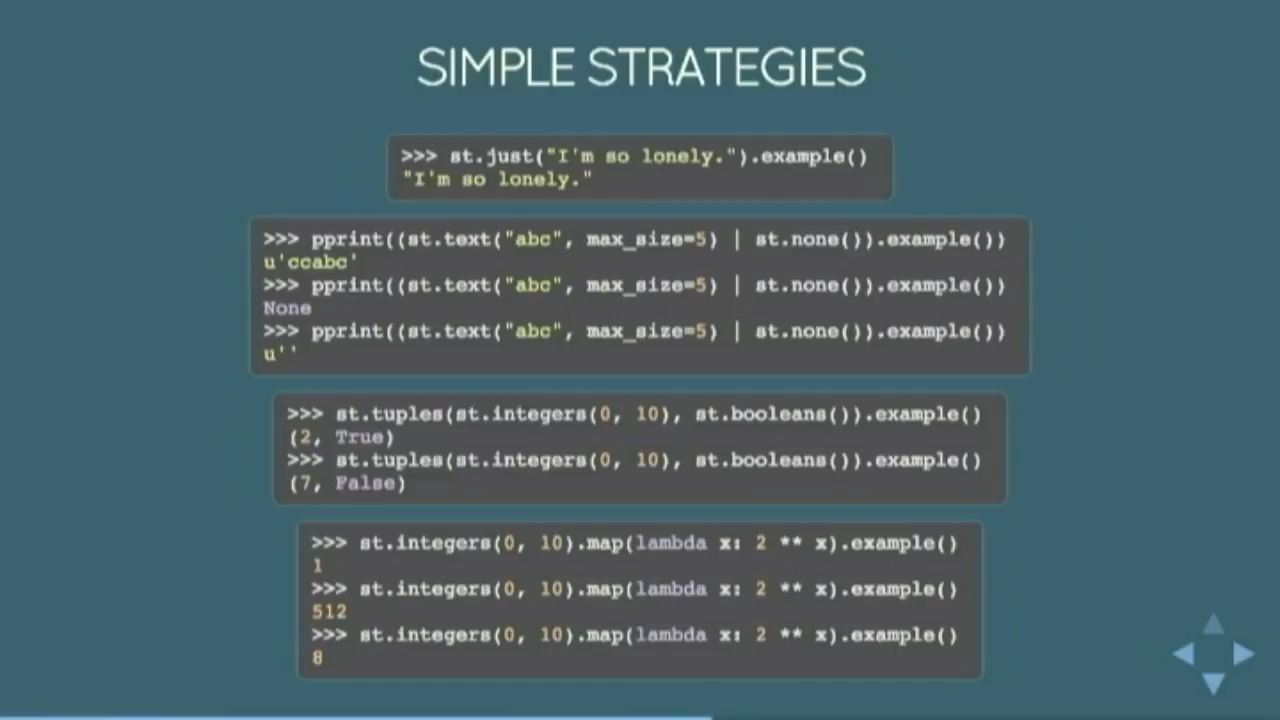 SIMPLE STRATEGIES
>>> st.just("I'm so lonely.").example()
"I'm so lonely."
>>> pprint((st.text("abc", max_size=5) | st.none()).example())
u'ccabc'
>>> pprint((st.text("abc", max_size=5) | st.none()).example())
None
>>> pprint((st.text("abc", max_size=5) | st.none()).example())
u''
>>> st.tuples(st.integers(0, 10), st.booleans()).example()
(2, True)
>>> st.tuples(st.integers(0, 10), st.booleans()).example()
(7, False)
>>> st.integers(0, 10).map(lambda x: 2 ** x).example()
1
>>> st.integers(0, 10).map(lambda x: 2 ** x).example()
512
>>> st.integers(0, 10).map(lambda x: 2 ** x).example()
8